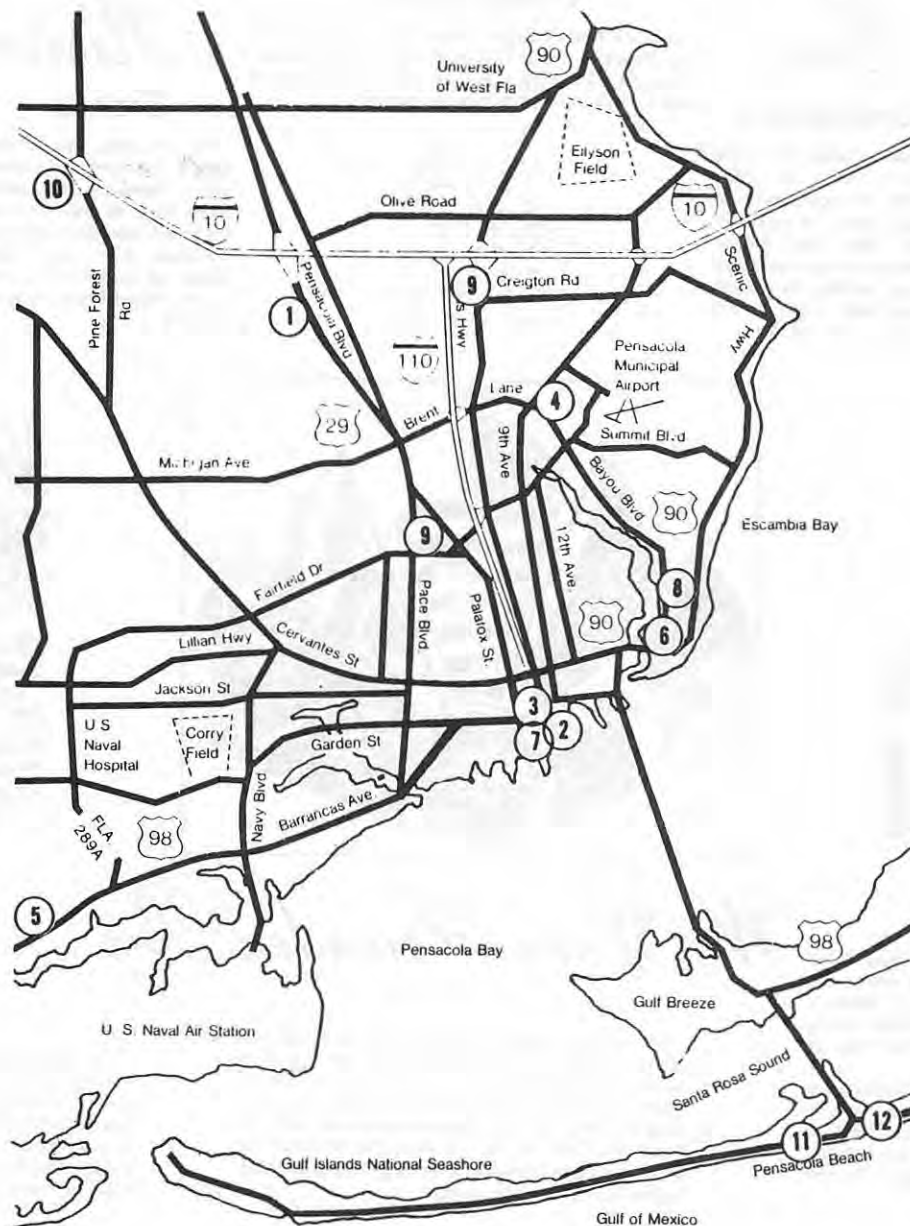 90
University
of West Fla
Ellyson
Field
10
10
Olive Road
10
Scenic
Hwy
Pine Forest
Rd
9
Creigton Rd
1
Pensacola Blvd
s Hwy.
110
Pensacola
Municipal
Airport
Lane
4
29
Brent
9th Ave
Summit Blvd
Michigan Ave
Bayou Blvd
90
Escambia Bay
9
12th Ave.
Fairfield Dr
8
Pace Blvd.
Palafox St.
90
Lillian Hwy
Cervantes St
6
Jackson St
3
U S
Naval
Hospital
Corry
Field
Garden St
7
2
Navy Blvd
Barrancas Ave.
FLA.
289A
98
5
Pensacola Bay
98
Gulf Breeze
U. S. Naval Air Station
Santa Rosa Sound
11
12
Gulf Islands National Seashore
Pensacola Beach
Gulf of Mexico